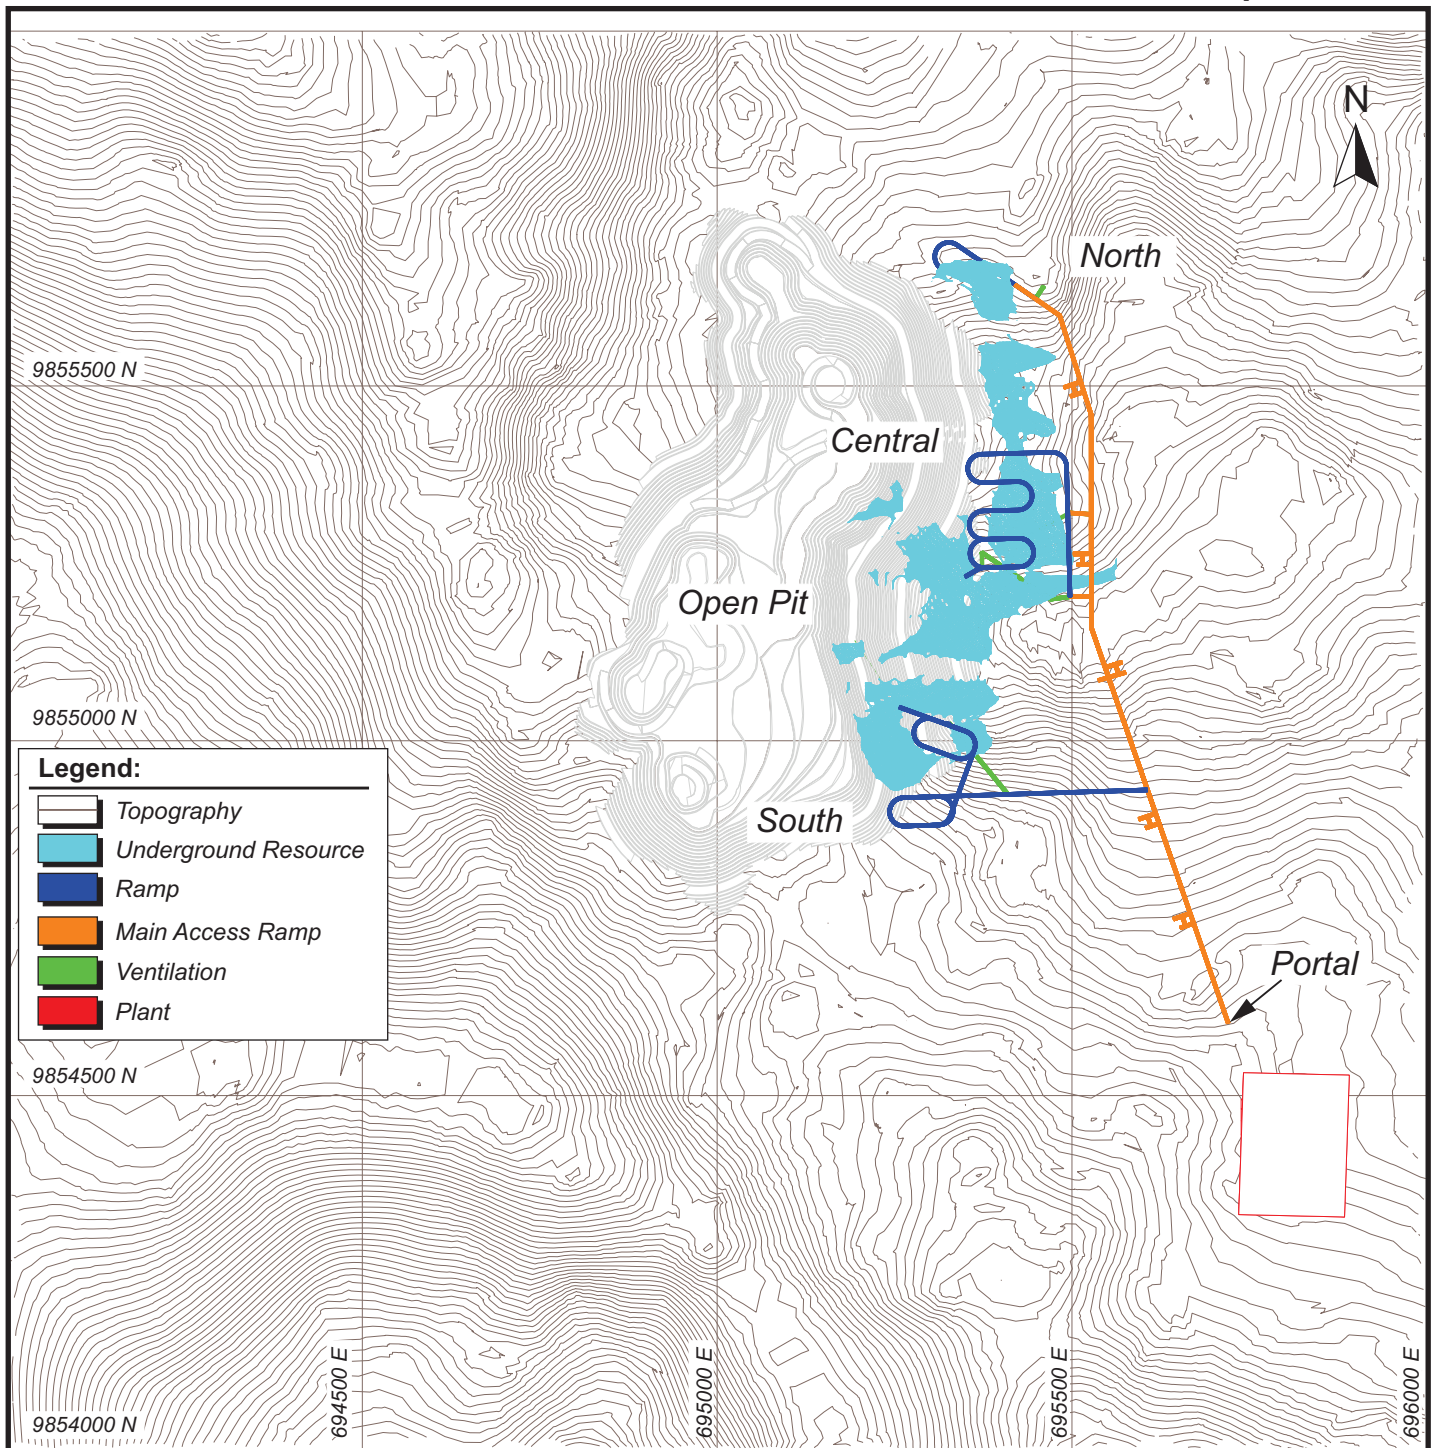 N
North
9855500 N
Central
Open Pit
9855000 N
Legend:
Topography
Underground Resource
Ramp
Main Access Ramp
Ventilation
Plant
South
Portal
9854500 N
694500 E
695000 E
695500 E
696000 E
9854000 N